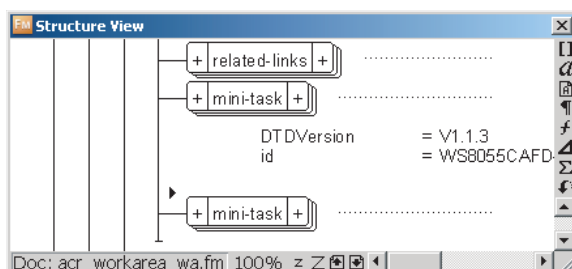 Fm Structure View
+ related-links +
+ mini-task +
DTDVersion = V1.1.3
id = WS8055CAFD-
+ mini-task +
Doc: acr_workarea_wa.fm 100% z Z